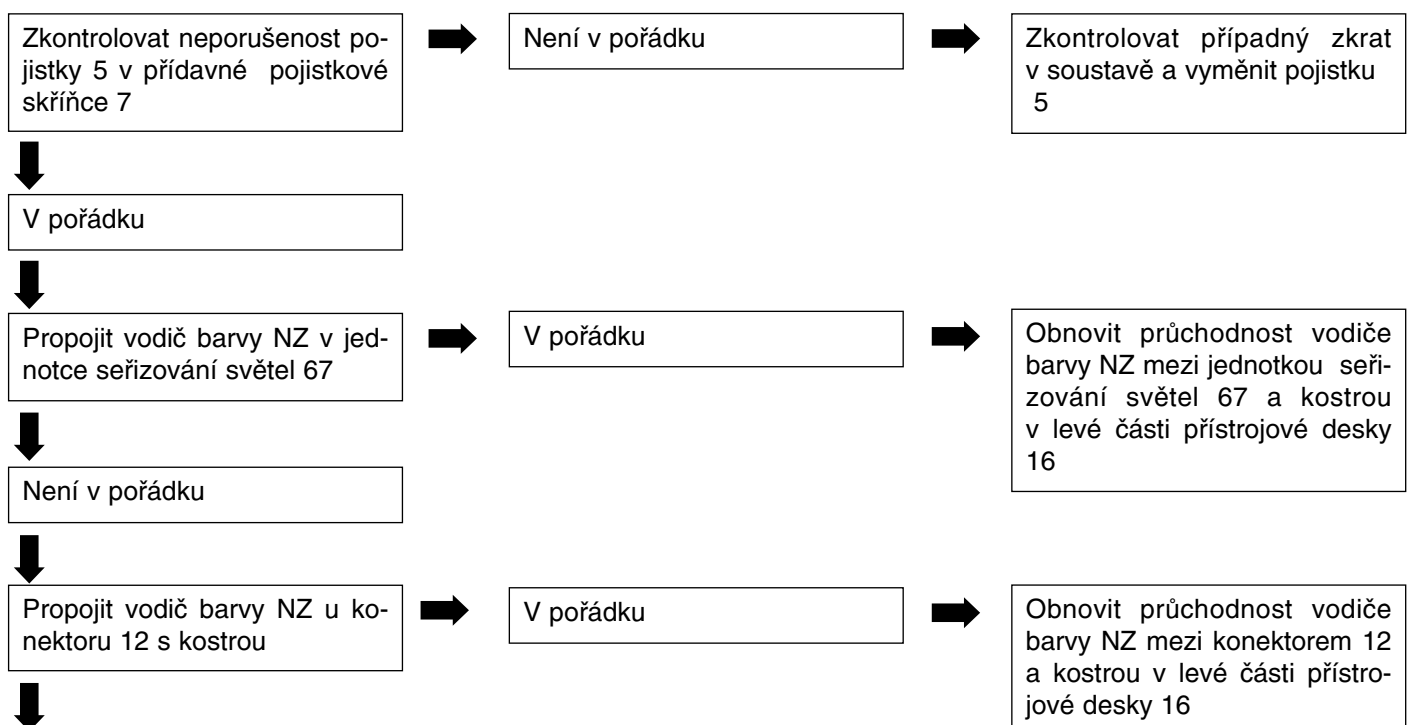 Zkontrolovat neporušenost po-
jistky 5 v přídavné pojistkové
skříňce 7
Není v pořádku
Zkontrolovat případný zkrat
v soustavě a vyměnit pojistku
5
V pořádku
Propojit vodič barvy NZ v jed-
notce seřizování světel 67
V pořádku
Obnovit průchodnost vodiče
barvy NZ mezi jednotkou seři-
zování světel 67 a kostrou
v levé části přístrojové desky
16
Není v pořádku
Propojit vodič barvy NZ u ko-
nektoru 12 s kostrou
V pořádku
Obnovit průchodnost vodiče
barvy NZ mezi konektorem 12
a kostrou v levé části přístro-
jové desky 16